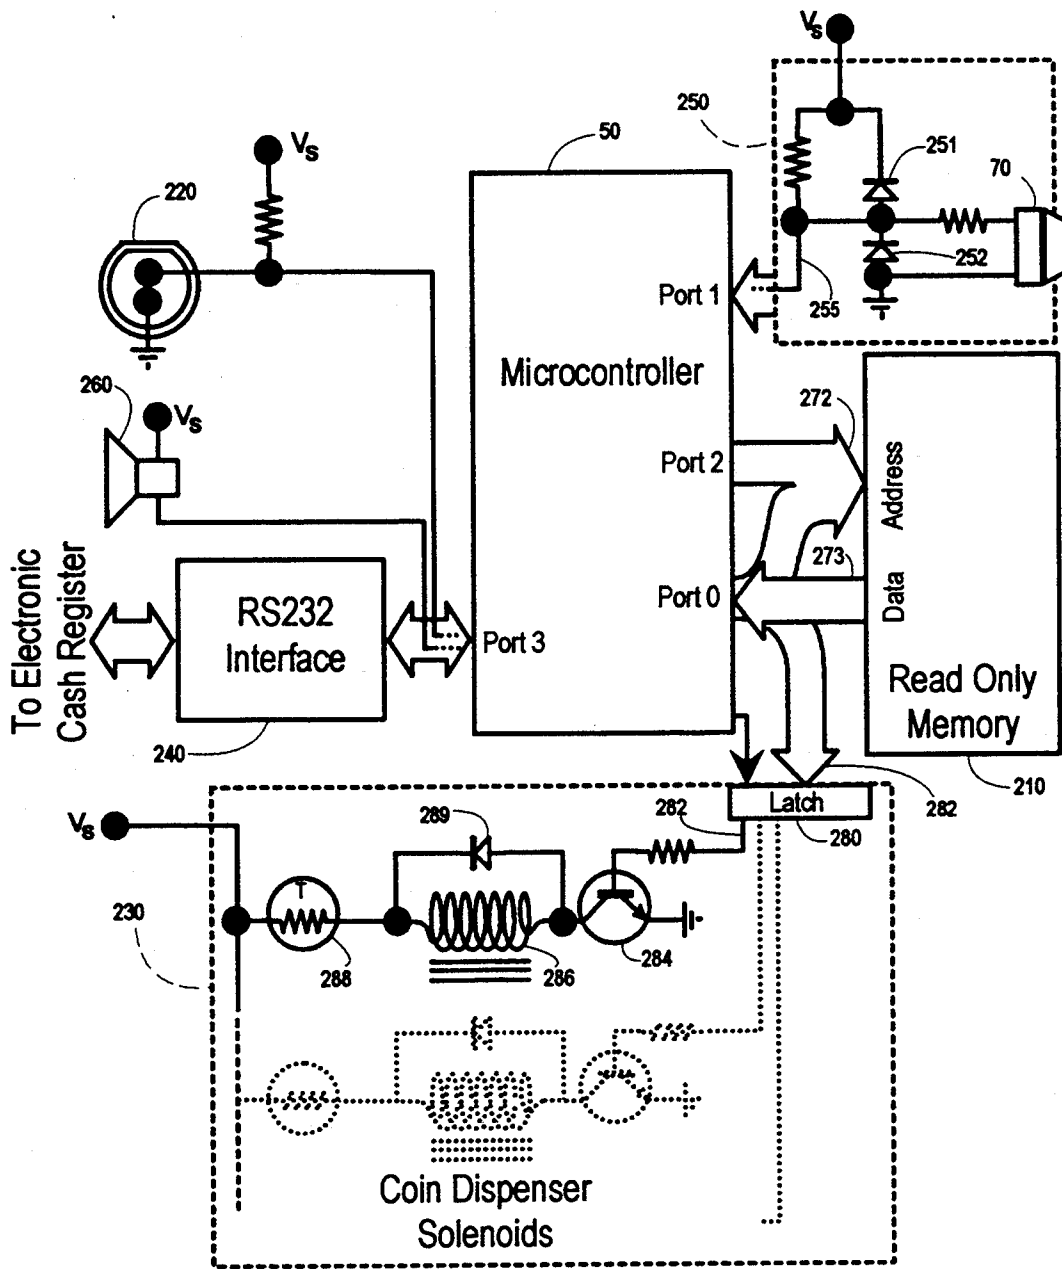 Vs
250
50
251
Vs
70
220
252
Port 1
255
Microcontroller
260
272
Vs
Port 2
Address
273
To Electronic
Cash Register
RS232
Interface
Port 0
Data
Port 3
Read Only
Memory
240
210
282
Latch
280
Vs
289
282
T
230
288
286
284
Coin Dispenser
Solenoids